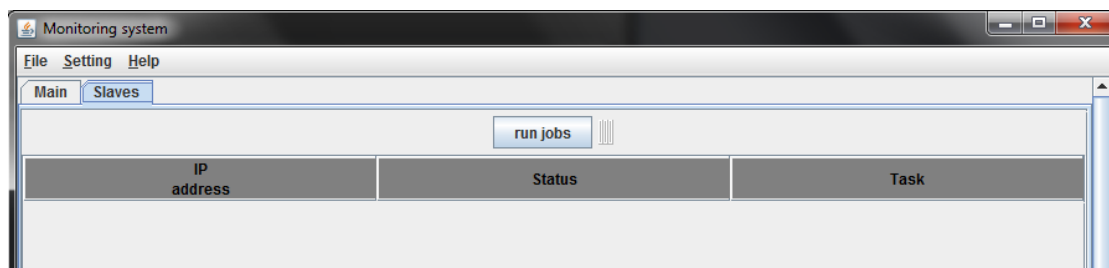 Monitoring system
File Setting Help
Main Slaves
run jobs
IP
address Status Task